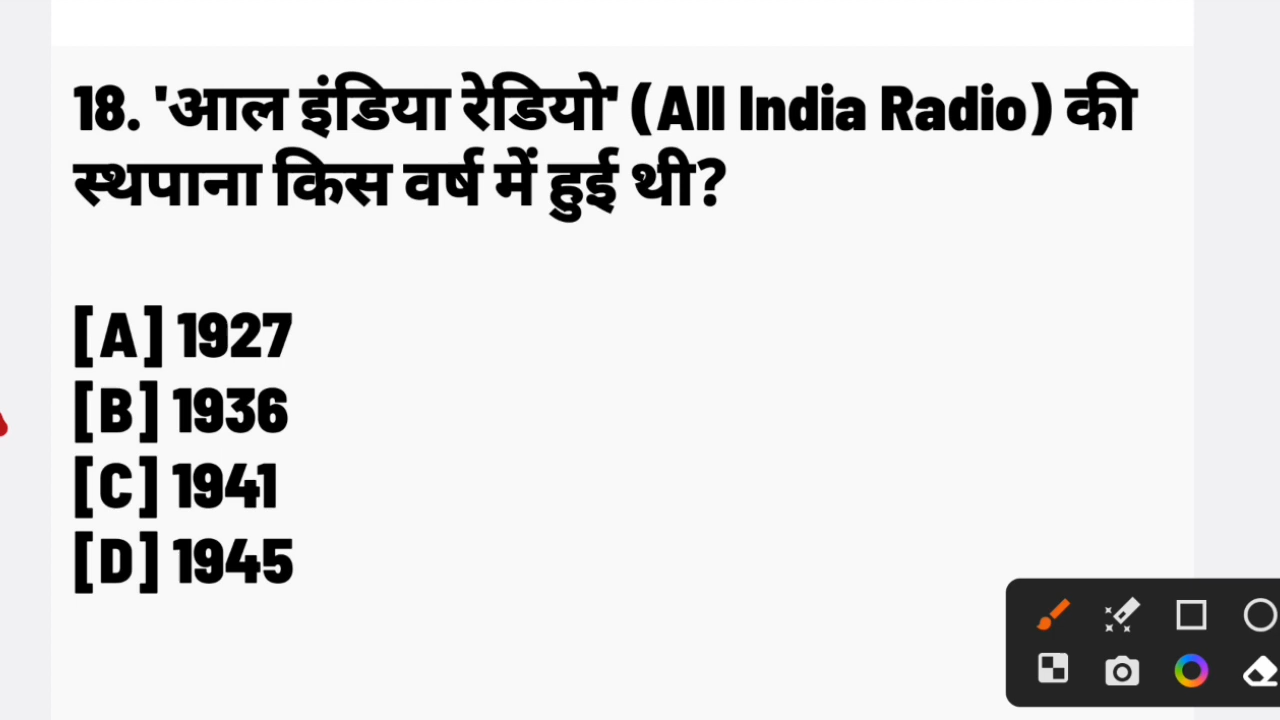 18. 'आल इंडिया रेडियो' (All India Radio) की
स्थपाना किस वर्ष में हुई थी?
[A] 1927
[B] 1936
[C] 1941
[D] 1945